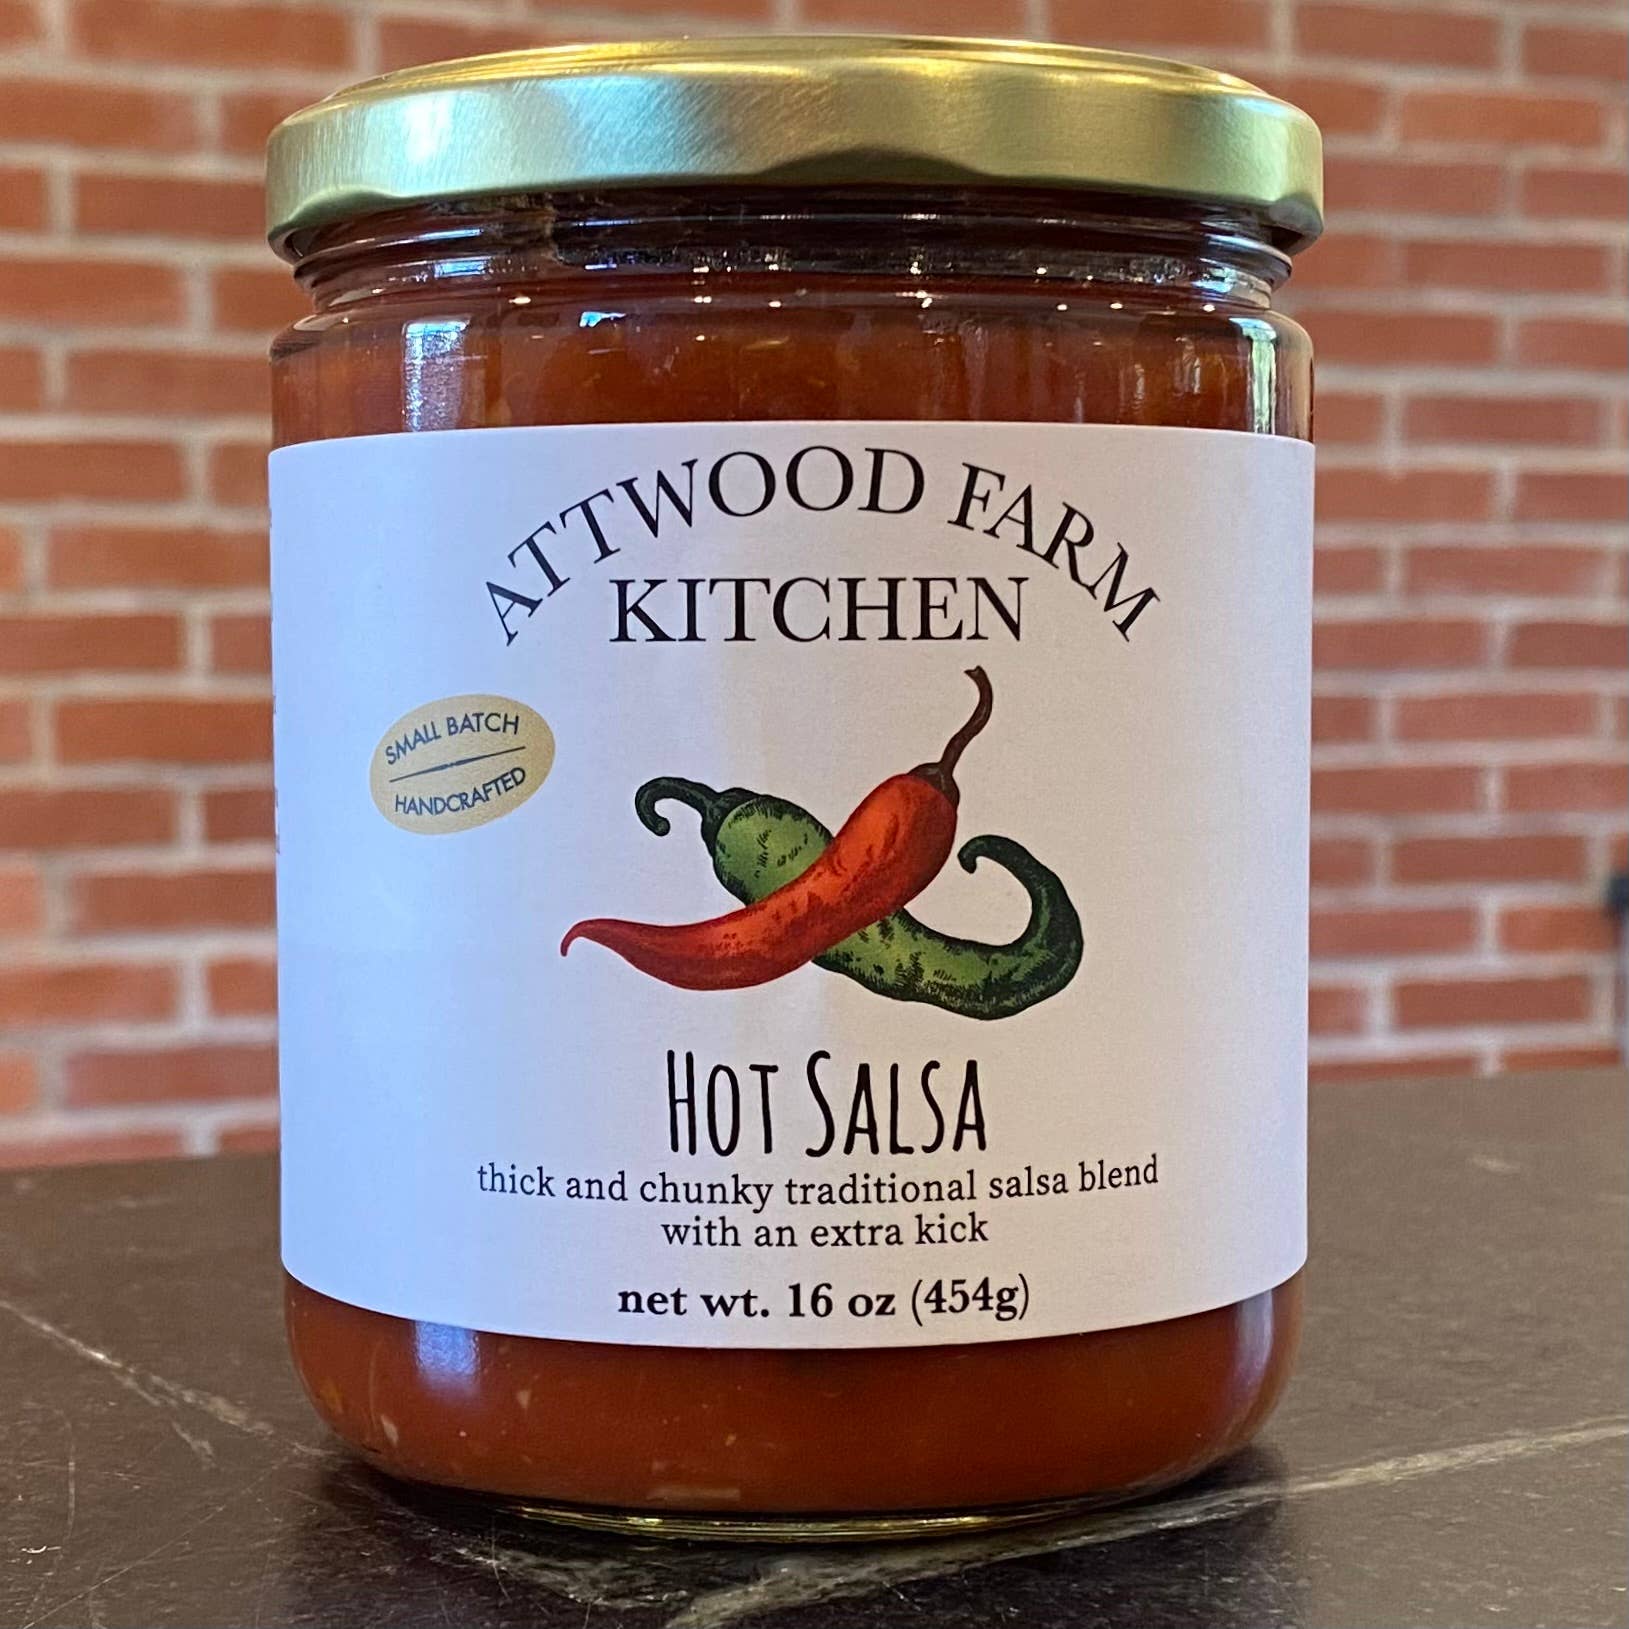 ATTWOOD FARM
KITCHEN
SMALL BATCH
HANDCRAFTED
HOT SALSA
thick and chunky traditional salsa blend
with an extra kick
net wt. 16 oz (454g)